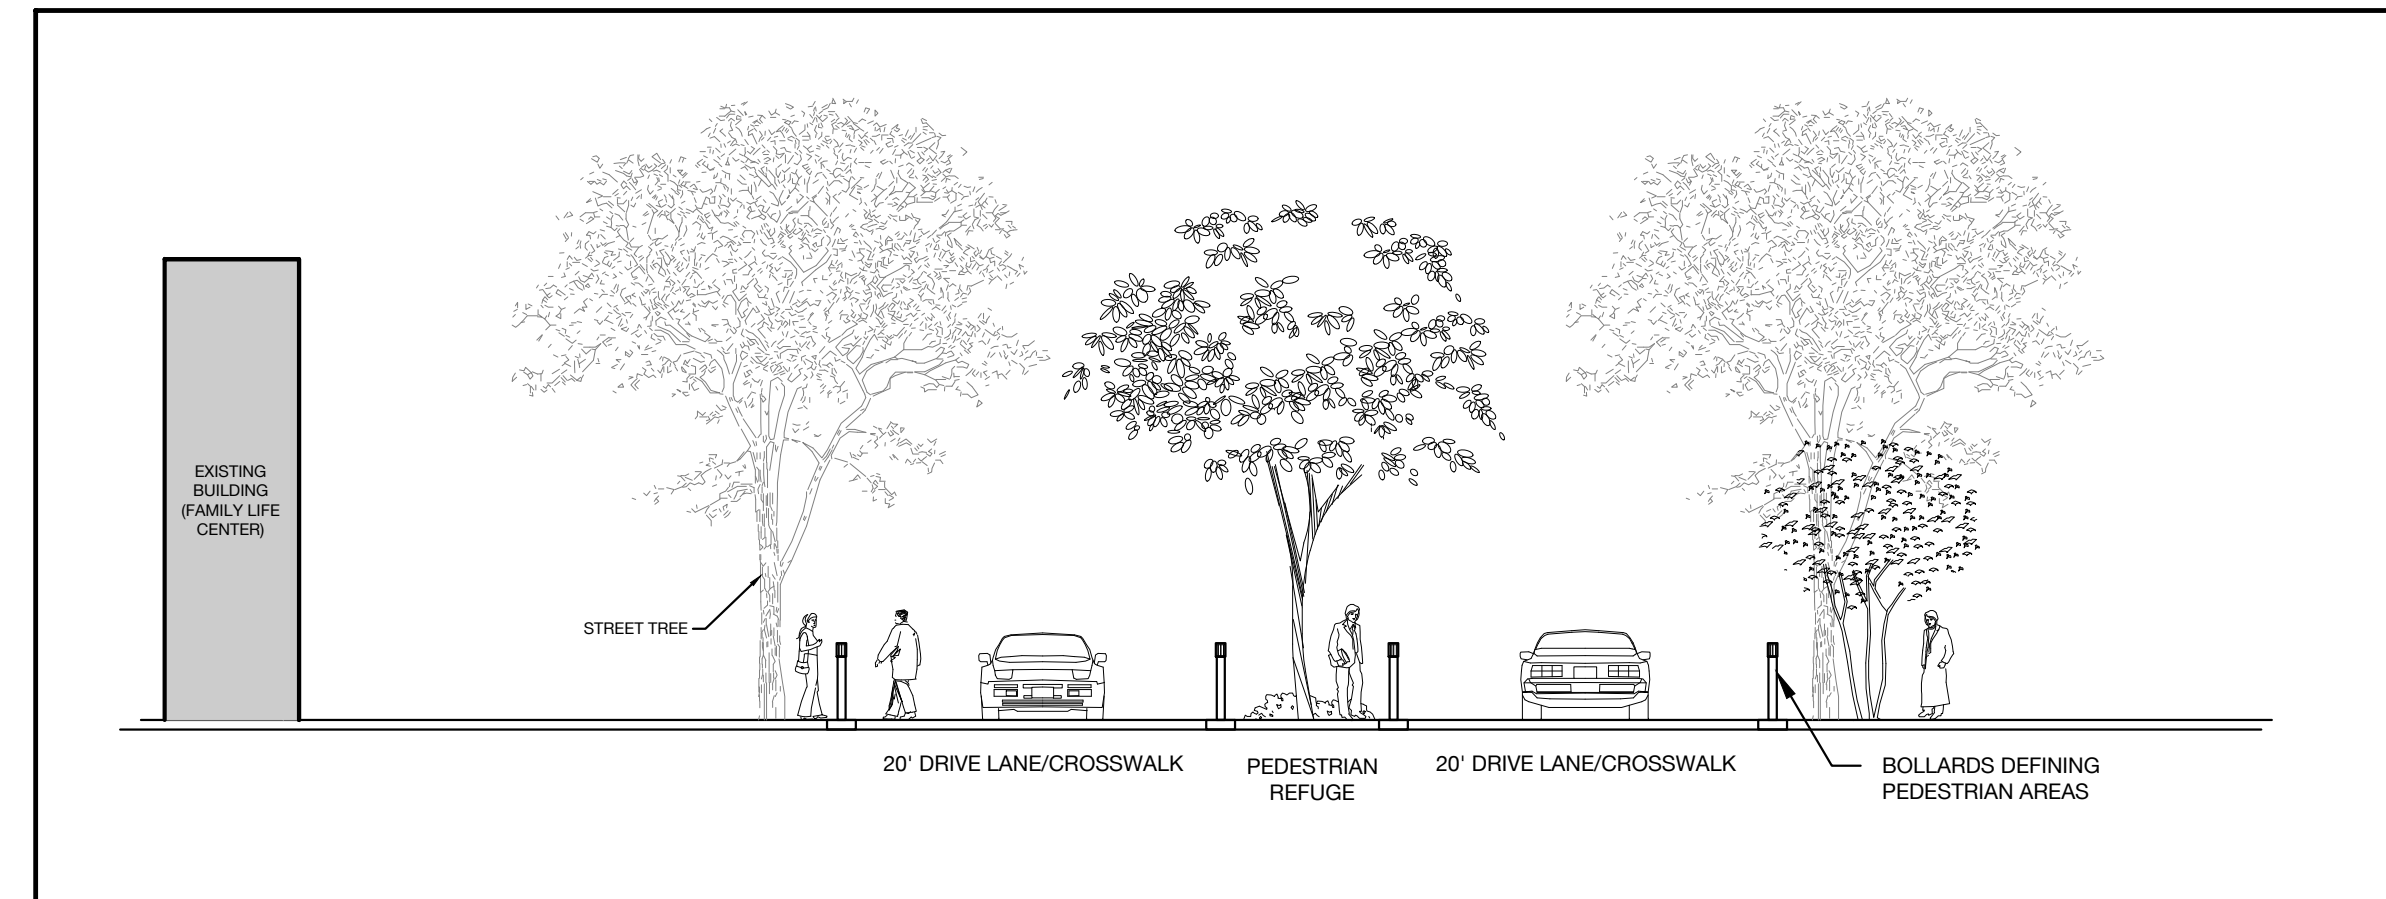 EXISTING
BUILDING
(FAMILY LIFE
CENTER)
STREET TREE
20' DRIVE LANE/CROSSWALK
PEDESTRIAN
REFUGE
20' DRIVE LANE/CROSSWALK
BOLLARDS DEFINING
PEDESTRIAN AREAS